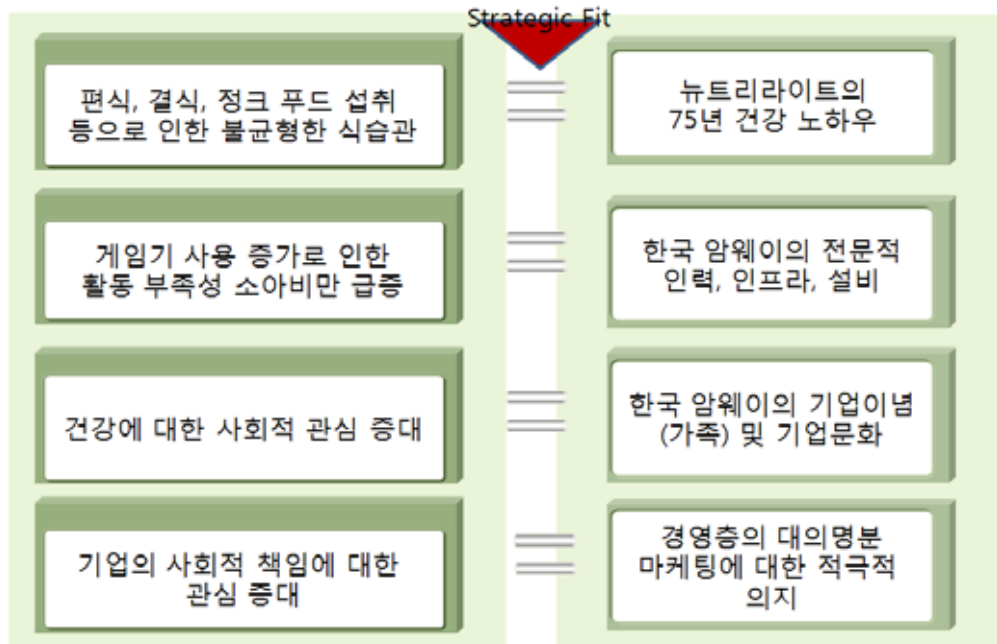 Strategic Fit
편식, 결식, 정크 푸드 섭취
등으로 인한 불균형한 식습관
뉴트리라이트의
75년 건강 노하우
게임기 사용 증가로 인한
활동 부족성 소아비만 급증
한국 암웨이의 전문적
인력, 인프라, 설비
건강에 대한 사회적 관심 증대
한국 암웨이의 기업이념
(가족) 및 기업문화
기업의 사회적 책임에 대한
관심 증대
경영층의 대의명분
마케팅에 대한 적극적
의지